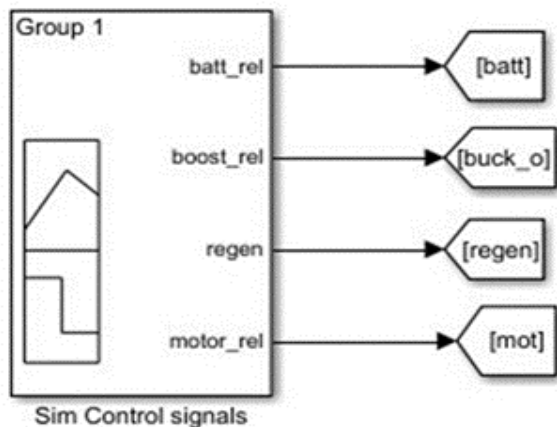 Group 1
batt_rel
[batt]
boost_rel
[buck_o]
regen
[regen]
motor_rel
[mot]
Sim Control signals